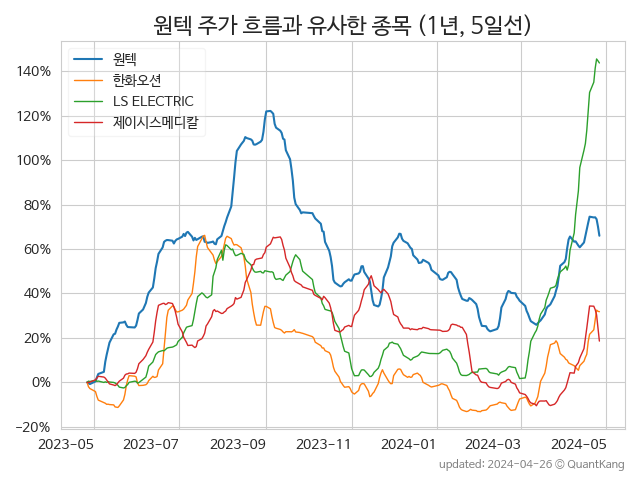 원텍 주가 흐름과 유사한 종목 (1년, 5일선)
원텍
한화오션
LS ELECTRIC
제이시스메디칼
140%
120%
100%
80%
60%
40%
20%
0%
−20%
2023-05 2023-07 2023-09 2023-11 2024-01 2024-03 2024-05
updated: 2024-04-26 © QuantKang